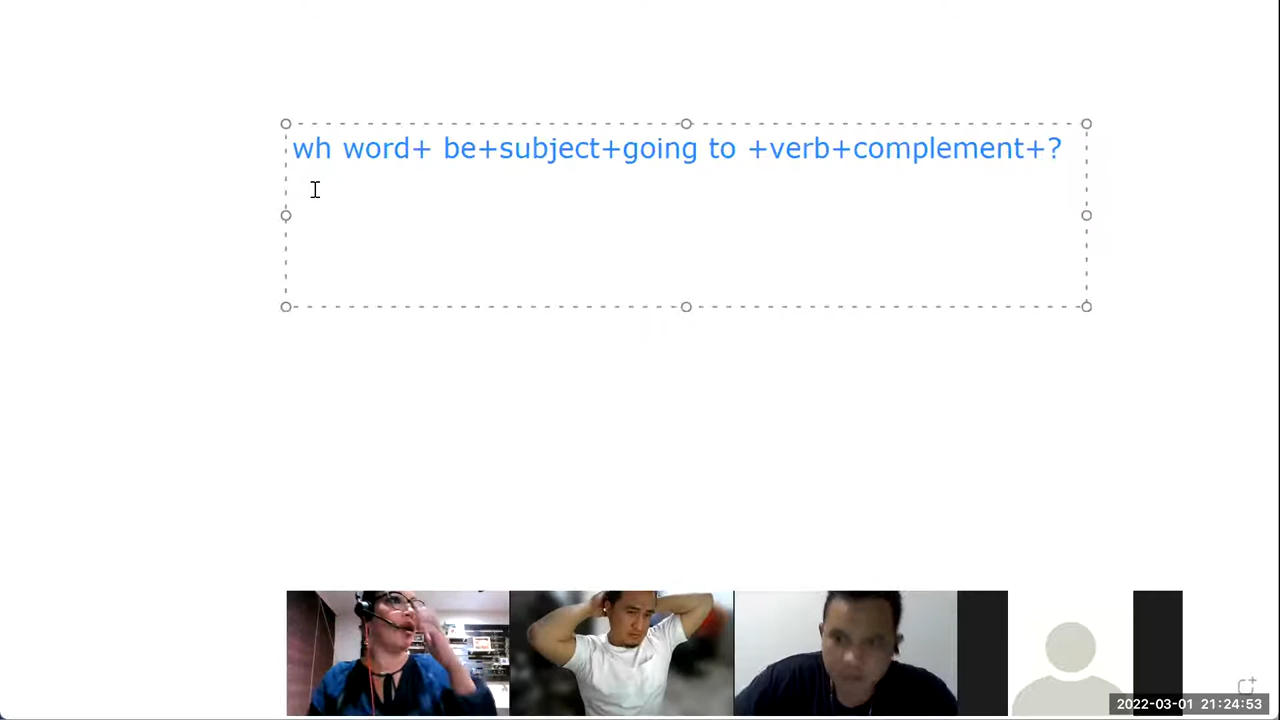 wh word+ be+subject+going to +verb+complement+?
2022-03-01 21:24:53